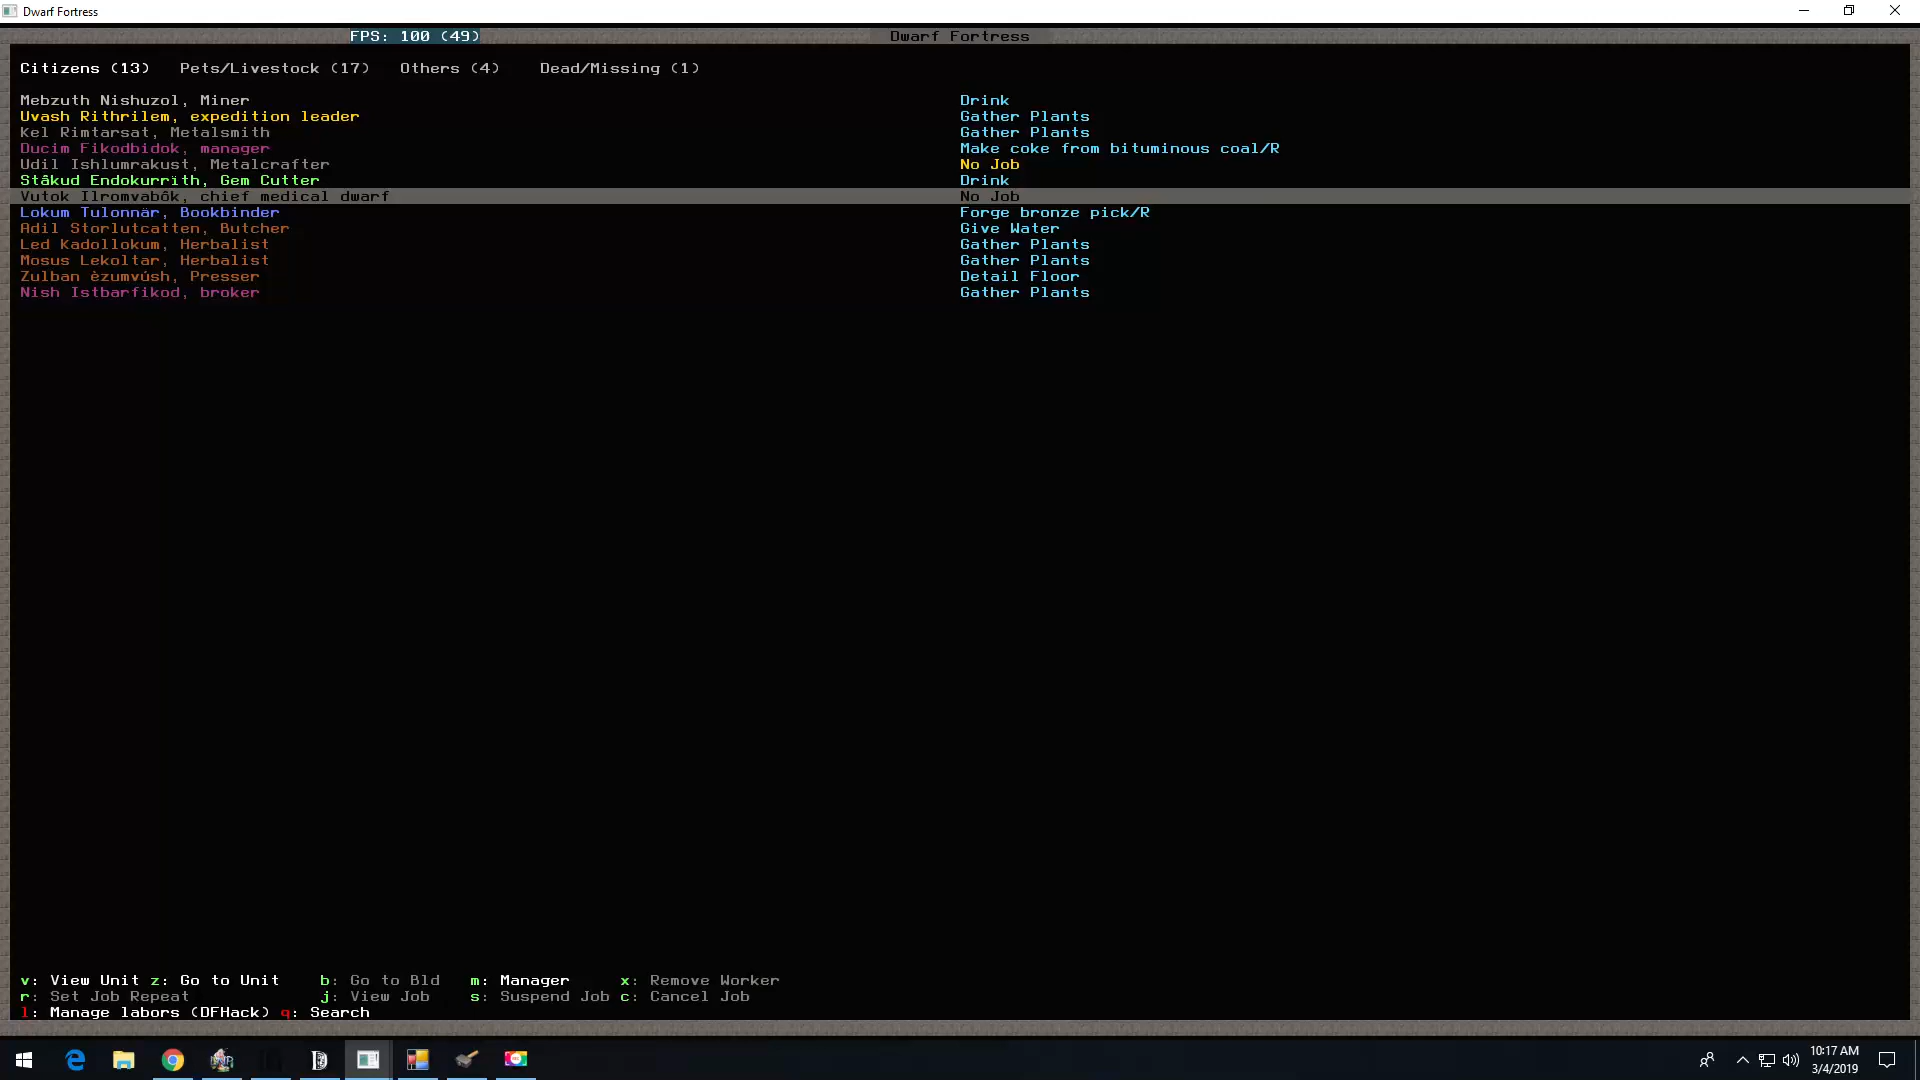 Dwarf Fortress
FPS: 100 (49) Dwarf Fortress
Citizens (13) Pets/Livestock (17) Others (4) Dead/Missing (1)
Mebzuth Nishuzol, Miner Drink
Uvash Rithrilem, expedition leader Gather Plants
Kel Rimtarsat, Metalsmith Gather Plants
Ducim Fikodbidok, manager Make coke from bituminous coal/R
Udil Ishlumrakust, Metalcrafter No Job
Stâkud Endokurrith, Gem Cutter Drink
Vutok Ilromvabôk, chief medical dwarf No Job
Lokum Tulonnär, Bookbinder Forge bronze pick/R
Adil Storlutcatten, Butcher Give Water
Led Kadollokum, Herbalist Gather Plants
Mosus Lekoltar, Herbalist Gather Plants
Zulban èzumvúsh, Presser Detail Floor
Nish Istbarfikod, broker Gather Plants
v: View Unit z: Go to Unit b: Go to Bld m: Manager x: Remove Worker
r: Set Job Repeat j: View Job s: Suspend Job c: Cancel Job
l: Manage labors (DFHack) q: Search
10:17 AM
3/4/2019